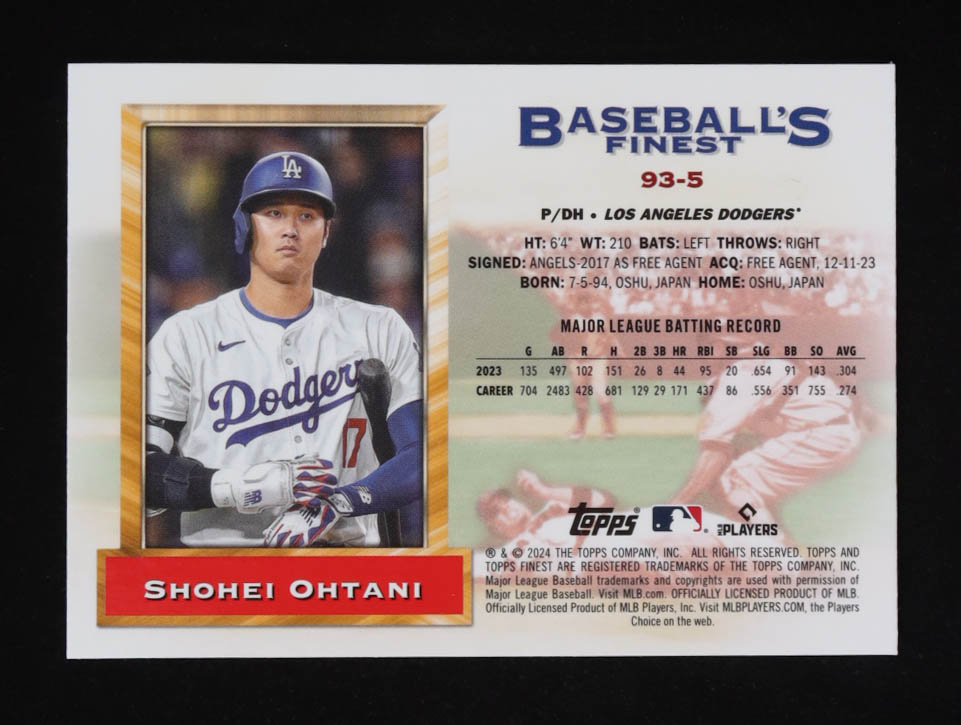 BASEBALL'S
FINEST
93-5
P/DH • LOS ANGELES DODGERS®
HT: 6'4" WT: 210 BATS: LEFT THROWS: RIGHT
SIGNED: ANGELS-2017 AS FREE AGENT ACQ: FREE AGENT, 12-11-23
BORN: 7-5-94, OSHU, JAPAN HOME: OSHU, JAPAN
MAJOR LEAGUE BATTING RECORD
G AB R H 2B 3B HR RBI SB SLG BB SO AVG
2023 135 497 102 151 26 8 44 95 20 .654 91 143 .304
CAREER 704 2483 428 681 129 29 171 437 86 .556 351 755 .274
LA
Dodgers
17
NB
NB
SHOHEI OHTANI
Topps ® MLB PLAYERS
® & © 2024 THE TOPPS COMPANY, INC. ALL RIGHTS RESERVED. TOPPS AND
TOPPS FINEST ARE REGISTERED TRADEMARKS OF THE TOPPS COMPANY, INC.
Major League Baseball trademarks and copyrights are used with permission of
Major League Baseball. Visit MLB.com. OFFICIALLY LICENSED PRODUCT OF MLB.
Officially Licensed Product of MLB Players, Inc. Visit MLBPLAYERS.COM, the Players
Choice on the web.